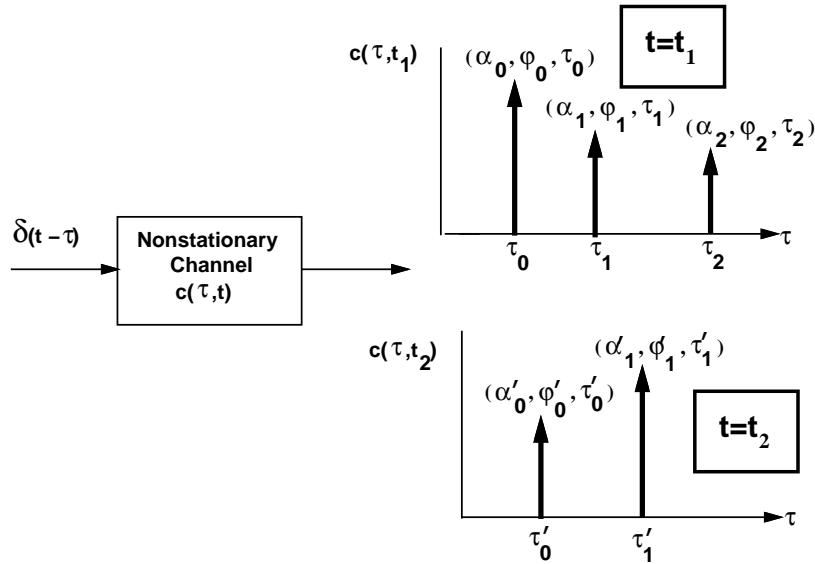 c(τ,t₁)
(α₀, φ₀, τ₀)
t=t₁
(α₁, φ₁, τ₁)
(α₂, φ₂, τ₂)
τ₀ τ₁ τ₂ τ
δ(t − τ)
Nonstationary
Channel
c(τ,t)
c(τ,t₂)
(α′₀, φ′₀, τ′₀)
(α′₁, φ′₁, τ′₁)
t=t₂
τ′₀ τ′₁ τ